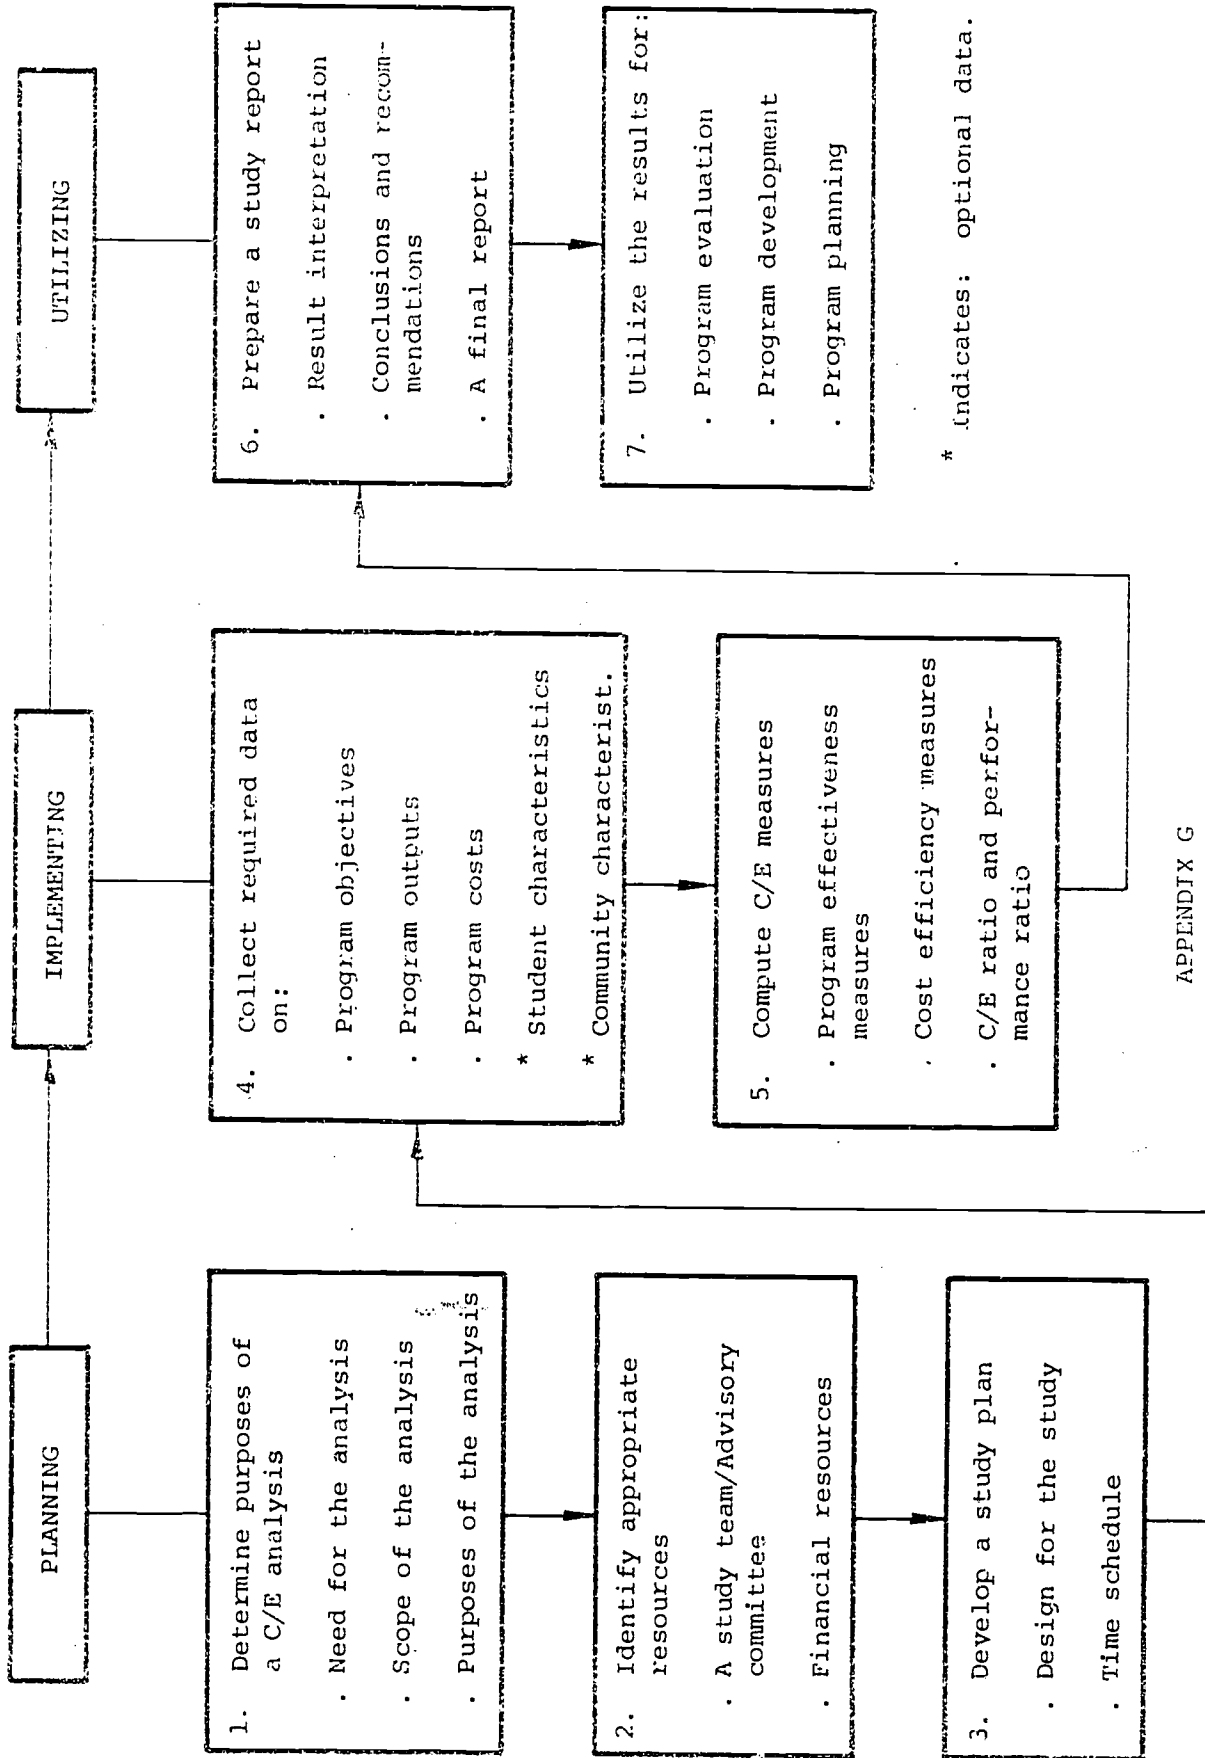 PLANNING
1. Determine purposes of
a C/E analysis
. Need for the analysis
. Scope of the analysis
. Purposes of the analysis
2. Identify appropriate
resources
. A study team/Advisory
committee
. Financial resources
3. Develop a study plan
. Design for the study
. Time schedule
IMPLEMENTING
4. Collect required data
on:
. Program objectives
. Program outputs
. Program costs
* Student characteristics
* Community characterist.
5. Compute C/E measures
. Program effectiveness
measures
. Cost efficiency measures
. C/E ratio and perfor-
mance ratio
UTILIZING
6. Prepare a study report
. Result interpretation
. Conclusions and recom-
mendations
. A final report
7. Utilize the results for:
. Program evaluation
. Program development
. Program planning
* Indicates: optional data.
APPENDIX G